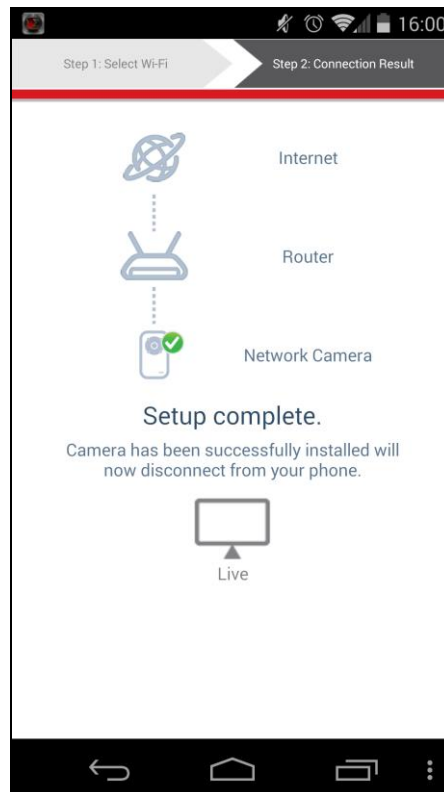 16:00
Step 1: Select Wi-Fi
Step 2: Connection Result
Internet
Router
Network Camera
Setup complete.
Camera has been successfully installed will
now disconnect from your phone.
Live